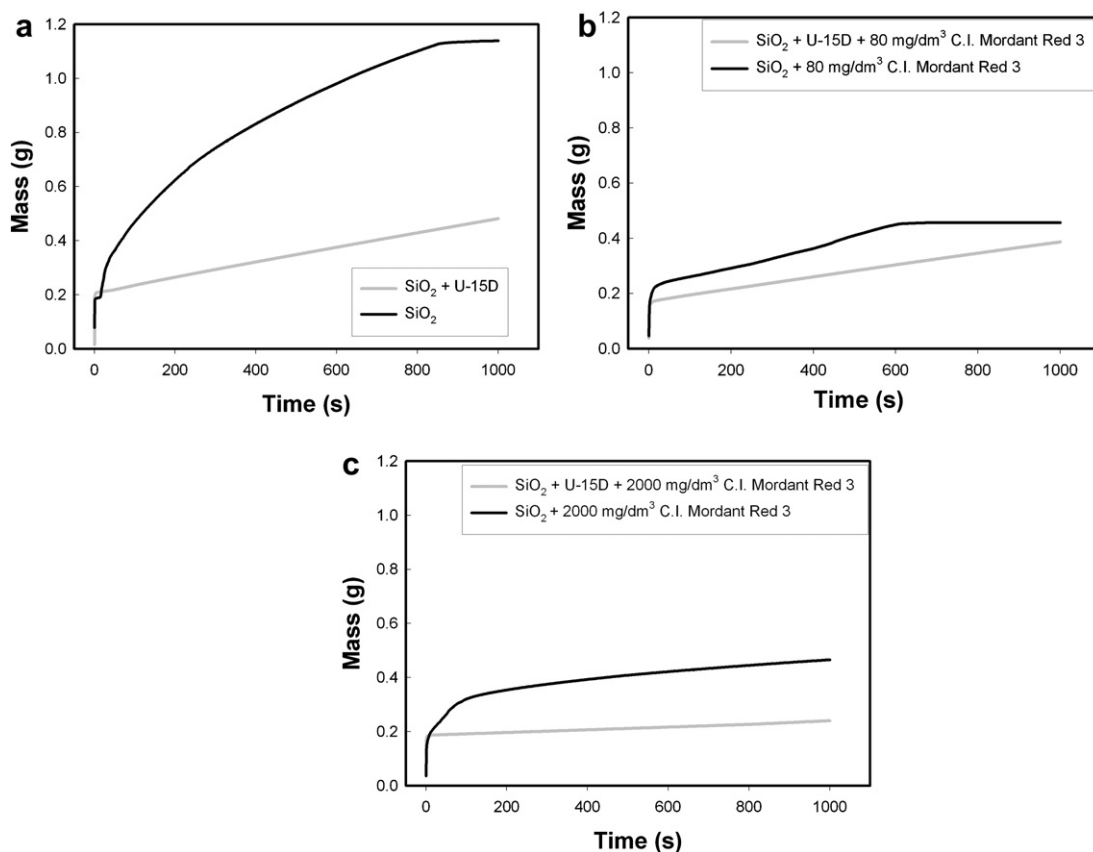 a
1.2
1.0
0.8
0.6
0.4
0.2
0.0
Mass (g)
SiO₂ + U-15D
SiO₂
0 200 400 600 800 1000
Time (s)
b
1.2
1.0
0.8
0.6
0.4
0.2
0.0
Mass (g)
SiO₂ + U-15D + 80 mg/dm³ C.I. Mordant Red 3
SiO₂ + 80 mg/dm³ C.I. Mordant Red 3
0 200 400 600 800 1000
Time (s)
c
1.2
1.0
0.8
0.6
0.4
0.2
0.0
Mass (g)
SiO₂ + U-15D + 2000 mg/dm³ C.I. Mordant Red 3
SiO₂ + 2000 mg/dm³ C.I. Mordant Red 3
0 200 400 600 800 1000
Time (s)